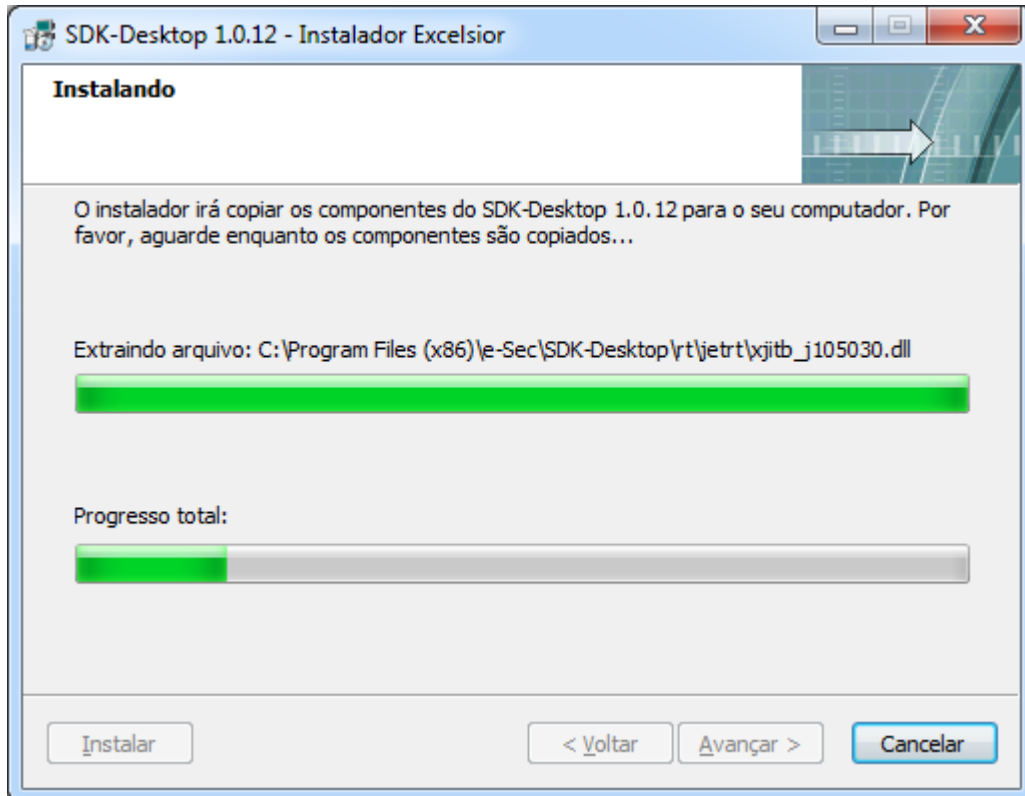 SDK-Desktop 1.0.12 - Instalador Excelsior
Instalando
O instalador irá copiar os componentes do SDK-Desktop 1.0.12 para o seu computador. Por
favor, aguarde enquanto os componentes são copiados...
Extraindo arquivo: C:\Program Files (x86)\e-Sec\SDK-Desktop\rt\jetrt\xjitb_j105030.dll
Progresso total:
Instalar
< Voltar
Avançar >
Cancelar